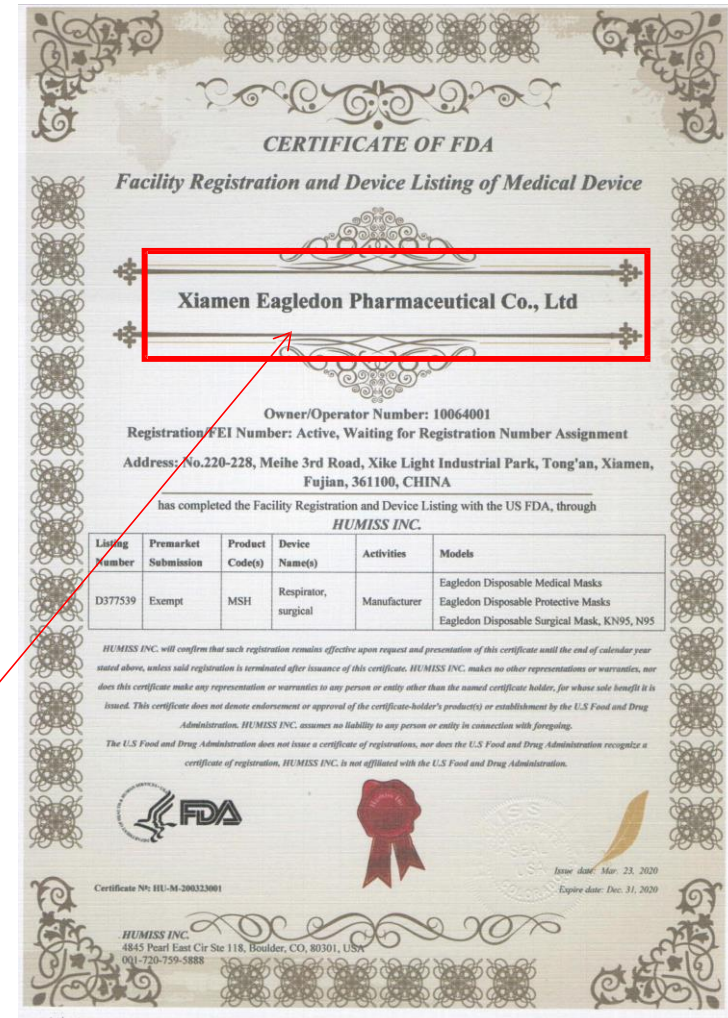 CERTIFICATE OF FDA
Facility Registration and Device Listing of Medical Device
Xiamen Eagledon Pharmaceutical Co., Ltd
Owner/Operator Number: 10064001
Registration/FEI Number: Active, Waiting for Registration Number Assignment
Address: No.220-228, Meihe 3rd Road, Xike Light Industrial Park, Tong'an, Xiamen,
Fujian, 361100, CHINA
has completed the Facility Registration and Device Listing with the US FDA, through
HUMISS INC.
Listing Number Premarket Submission Product Code(s) Device Name(s) Activities Models
D377539 Exempt MSH Respirator, surgical Manufacturer Eagledon Disposable Medical Masks
Eagledon Disposable Protective Masks
Eagledon Disposable Surgical Mask, KN95, N95
HUMISS INC. will confirm that such registration remains effective upon request and presentation of this certificate until the end of calendar year
stated above, unless said registration is terminated after issuance of this certificate. HUMISS INC. makes no other representations or warranties, nor
does this certificate make any representation or warranties to any person or entity other than the named certificate holder, for whose sole benefit it is
issued. This certificate does not denote endorsement or approval of the certificate-holder's product(s) or establishment by the U.S Food and Drug
Administration. HUMISS INC. assumes no liability to any person or entity in connection with foregoing.
The U.S Food and Drug Administration does not issue a certificate of registrations, nor does the U.S Food and Drug Administration recognize a
certificate of registration, HUMISS INC. is not affiliated with the U.S Food and Drug Administration.
FDA
Issue date: Mar. 23, 2020
Certificate Nº: HU-M-200323001
Expire date: Dec. 31, 2020
HUMISS INC.
4845 Pearl East Cir Ste 118, Boulder, CO, 80301, USA
001-720-759-5888